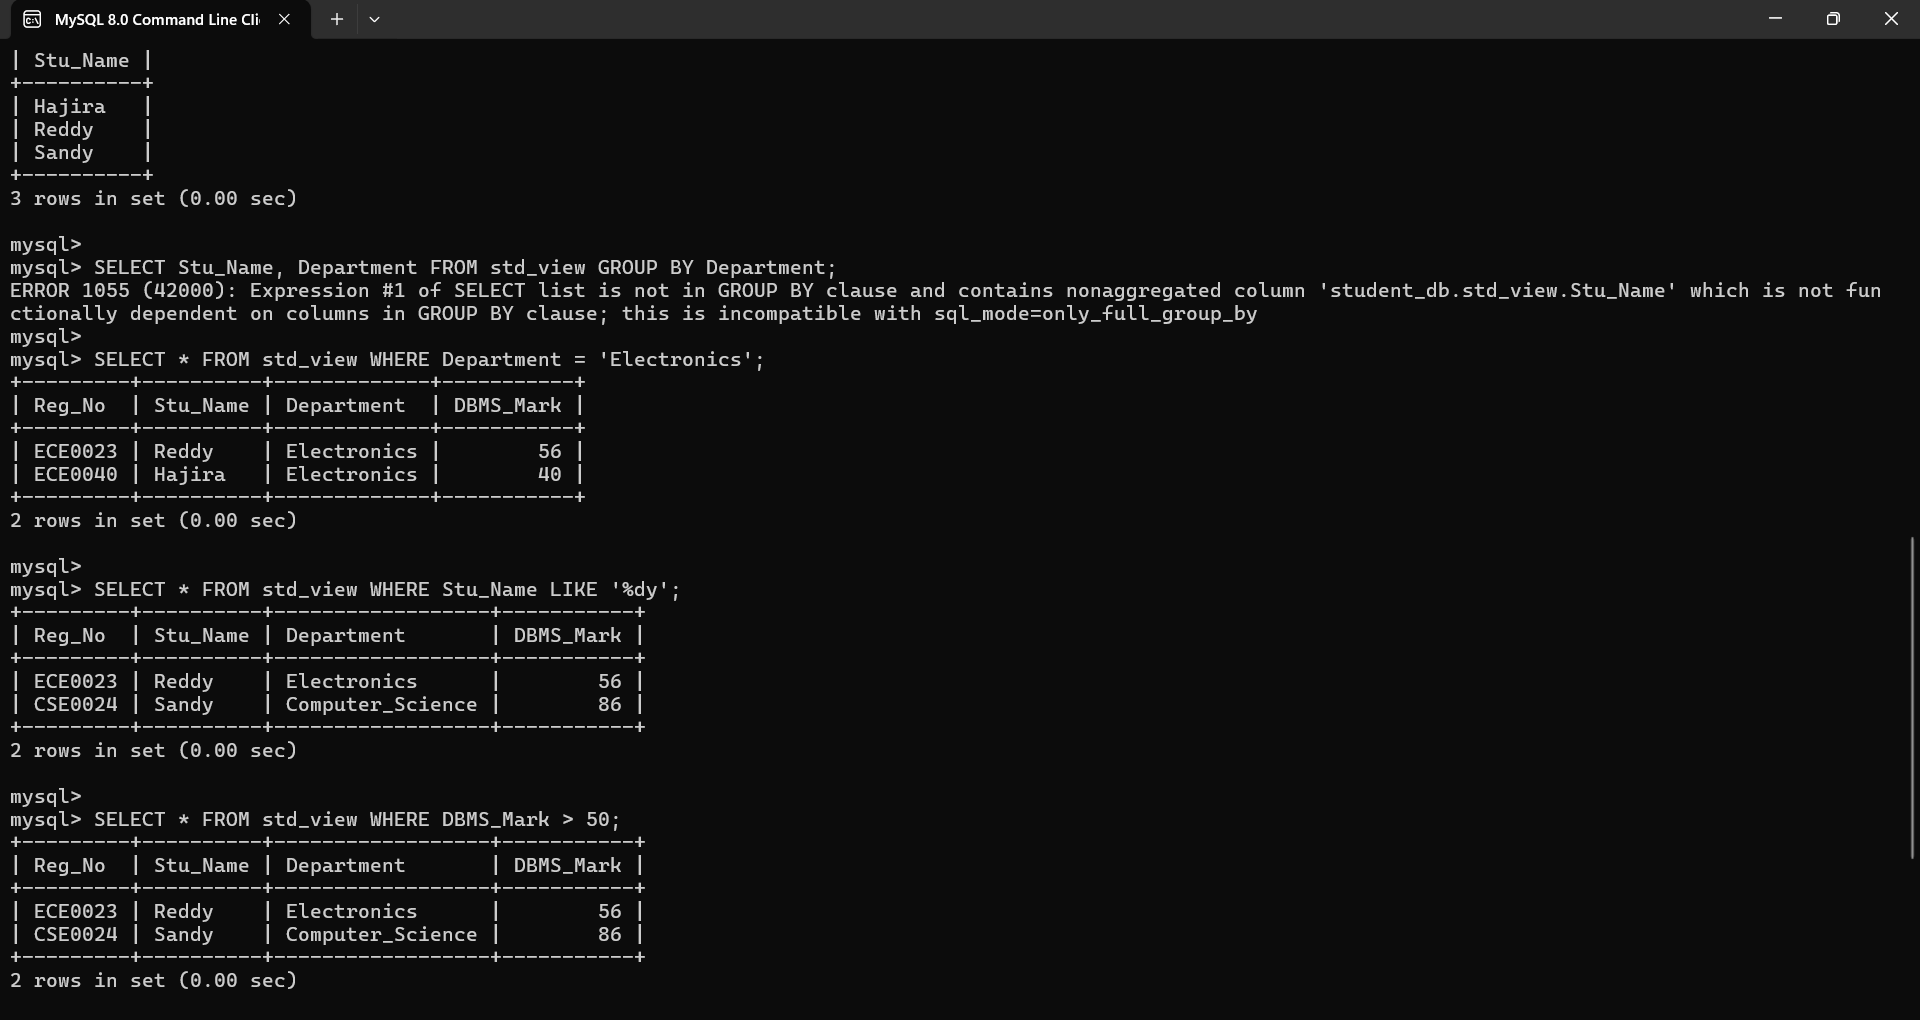 MySQL 8.0 Command Line Cli
| Stu_Name |
+----------+
| Hajira   |
| Reddy    |
| Sandy    |
+----------+
3 rows in set (0.00 sec)
mysql>
mysql> SELECT Stu_Name, Department FROM std_view GROUP BY Department;
ERROR 1055 (42000): Expression #1 of SELECT list is not in GROUP BY clause and contains nonaggregated column 'student_db.std_view.Stu_Name' which is not fun
ctionally dependent on columns in GROUP BY clause; this is incompatible with sql_mode=only_full_group_by
mysql>
mysql> SELECT * FROM std_view WHERE Department = 'Electronics';
+---------+----------+-------------+-----------+
| Reg_No  | Stu_Name | Department  | DBMS_Mark |
+---------+----------+-------------+-----------+
| ECE0023 | Reddy    | Electronics |        56 |
| ECE0040 | Hajira   | Electronics |        40 |
+---------+----------+-------------+-----------+
2 rows in set (0.00 sec)
mysql>
mysql> SELECT * FROM std_view WHERE Stu_Name LIKE '%dy';
+---------+----------+------------------+-----------+
| Reg_No  | Stu_Name | Department       | DBMS_Mark |
+---------+----------+------------------+-----------+
| ECE0023 | Reddy    | Electronics      |        56 |
| CSE0024 | Sandy    | Computer_Science |        86 |
+---------+----------+------------------+-----------+
2 rows in set (0.00 sec)
mysql>
mysql> SELECT * FROM std_view WHERE DBMS_Mark > 50;
+---------+----------+------------------+-----------+
| Reg_No  | Stu_Name | Department       | DBMS_Mark |
+---------+----------+------------------+-----------+
| ECE0023 | Reddy    | Electronics      |        56 |
| CSE0024 | Sandy    | Computer_Science |        86 |
+---------+----------+------------------+-----------+
2 rows in set (0.00 sec)